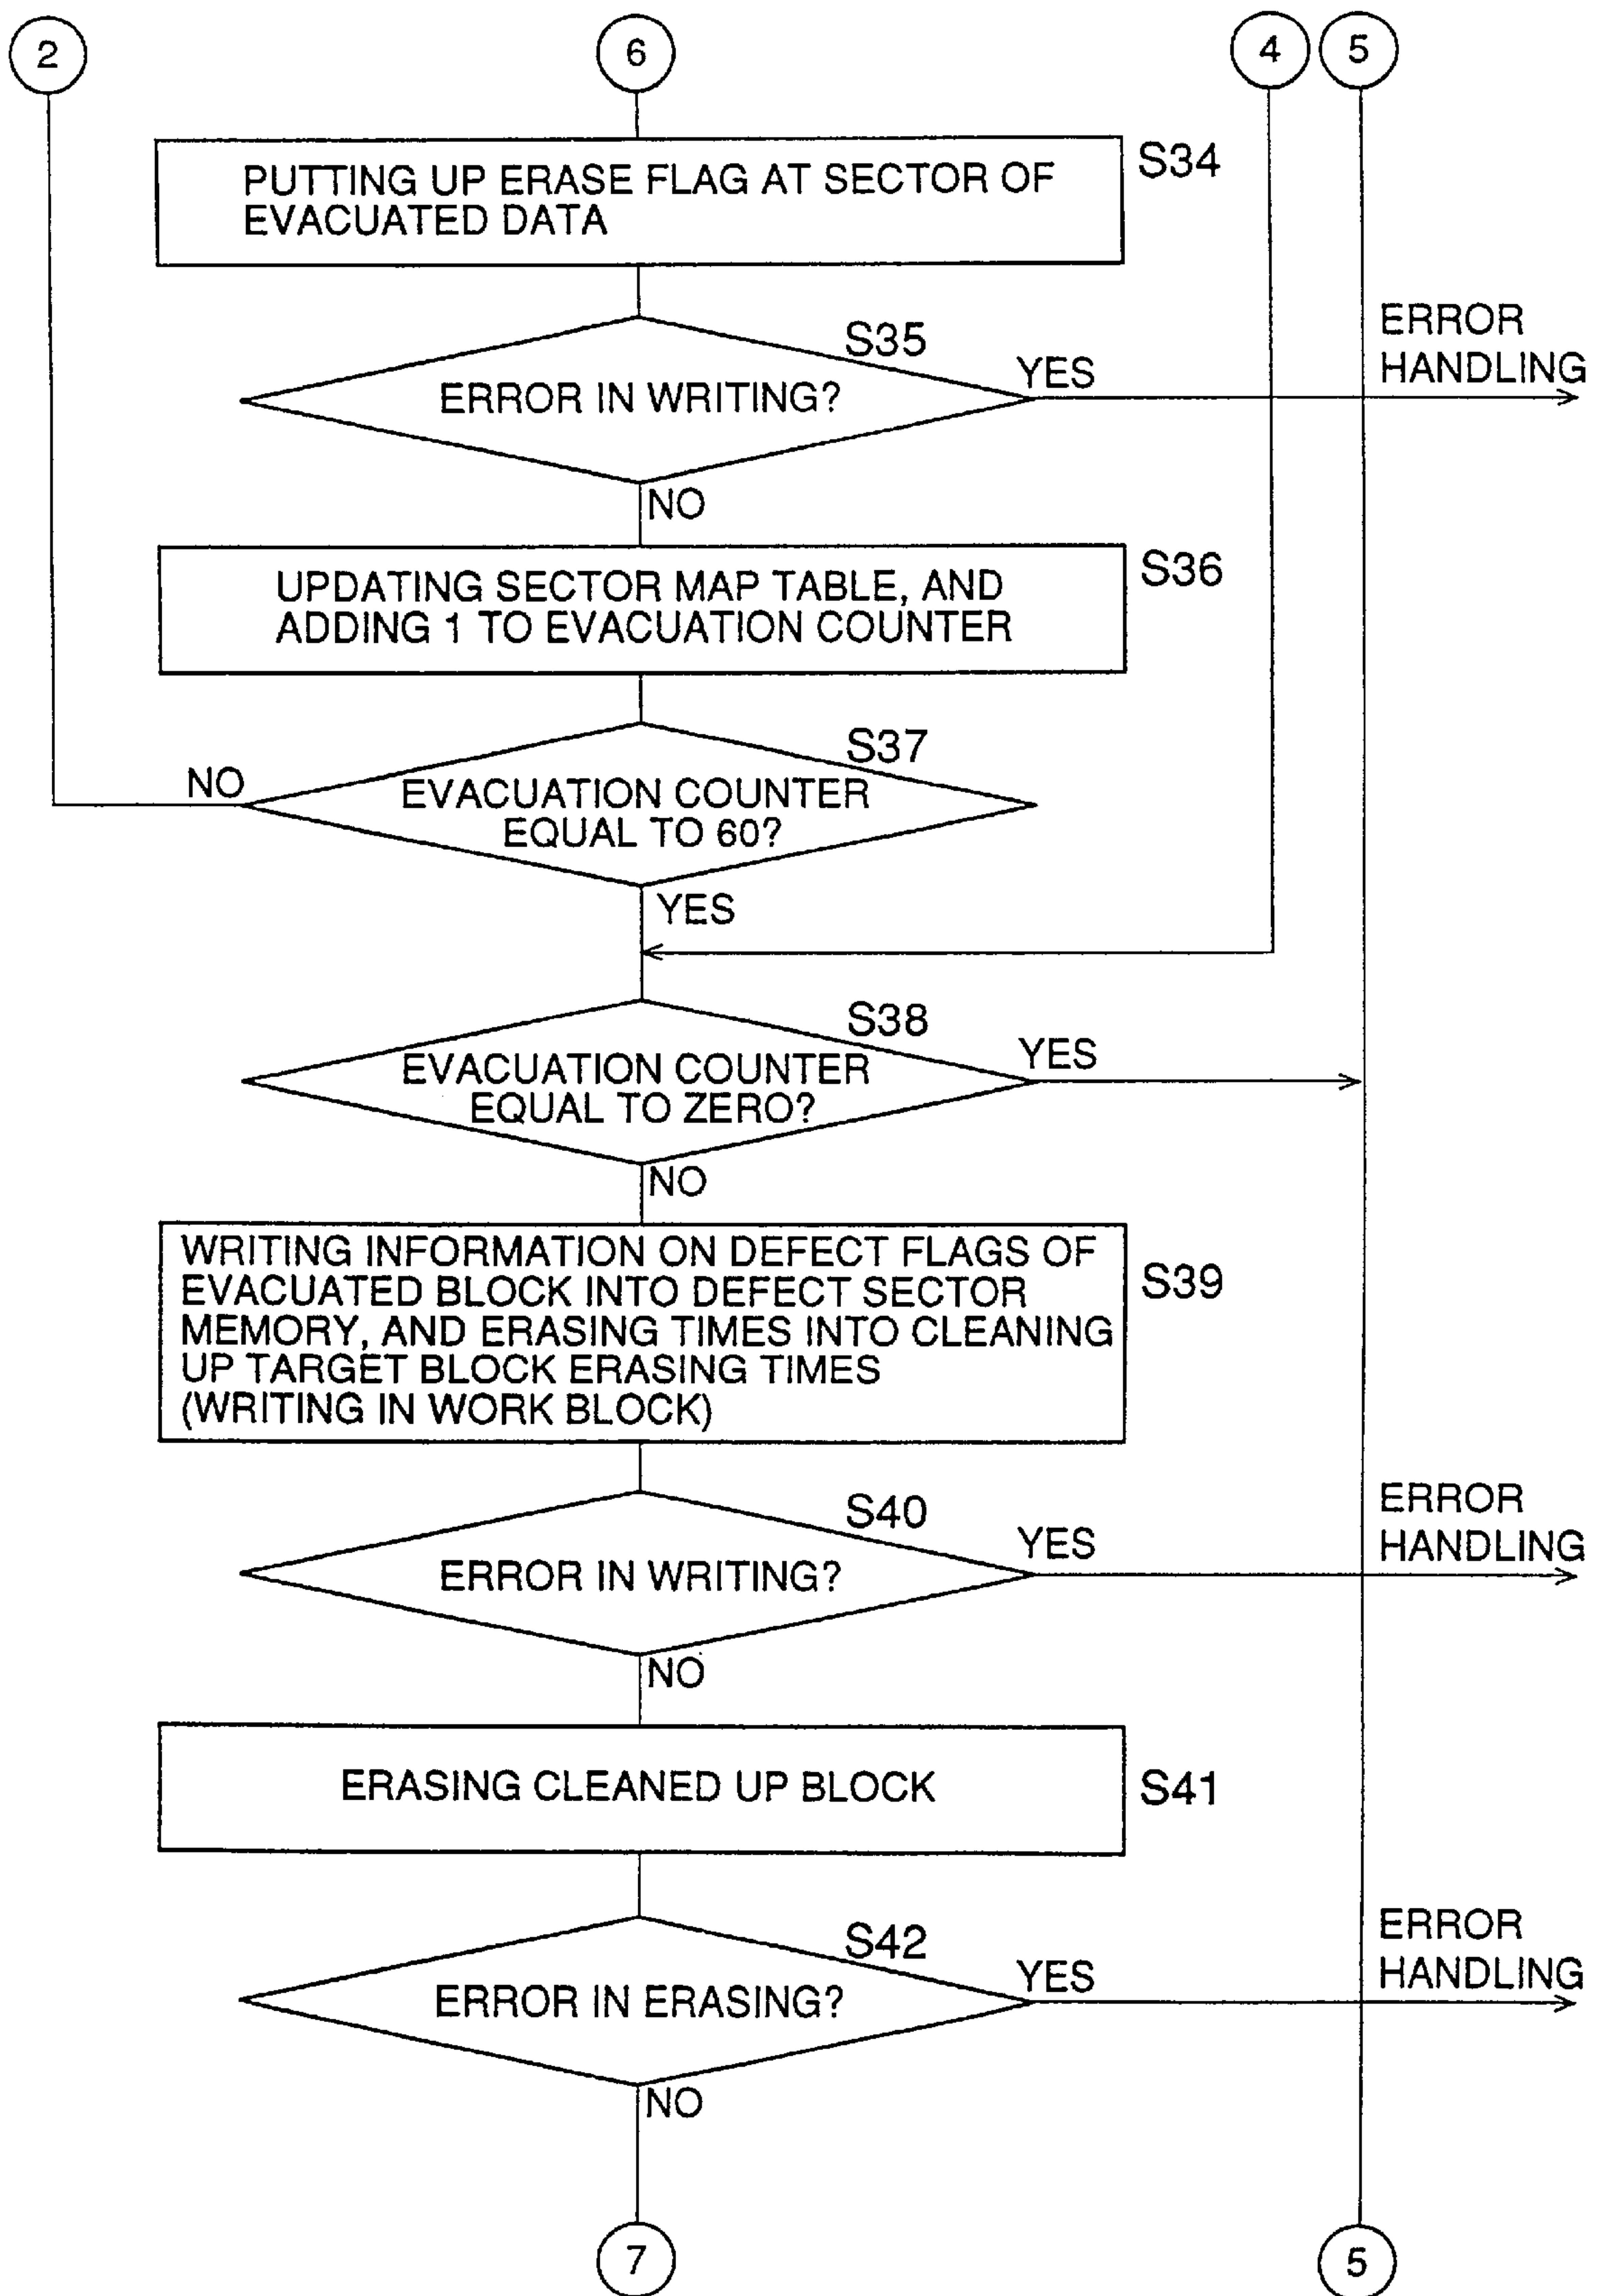 2
6
4
5
S34
PUTTING UP ERASE FLAG AT SECTOR OF
EVACUATED DATA
S35
ERROR IN WRITING?
YES
ERROR
HANDLING
NO
S36
UPDATING SECTOR MAP TABLE, AND
ADDING 1 TO EVACUATION COUNTER
S37
NO
EVACUATION COUNTER
EQUAL TO 60?
YES
S38
EVACUATION COUNTER
EQUAL TO ZERO?
YES
NO
S39
WRITING INFORMATION ON DEFECT FLAGS OF
EVACUATED BLOCK INTO DEFECT SECTOR
MEMORY, AND ERASING TIMES INTO CLEANING
UP TARGET BLOCK ERASING TIMES
(WRITING IN WORK BLOCK)
S40
ERROR IN WRITING?
YES
ERROR
HANDLING
NO
ERASING CLEANED UP BLOCK
S41
S42
ERROR IN ERASING?
YES
ERROR
HANDLING
NO
7
5